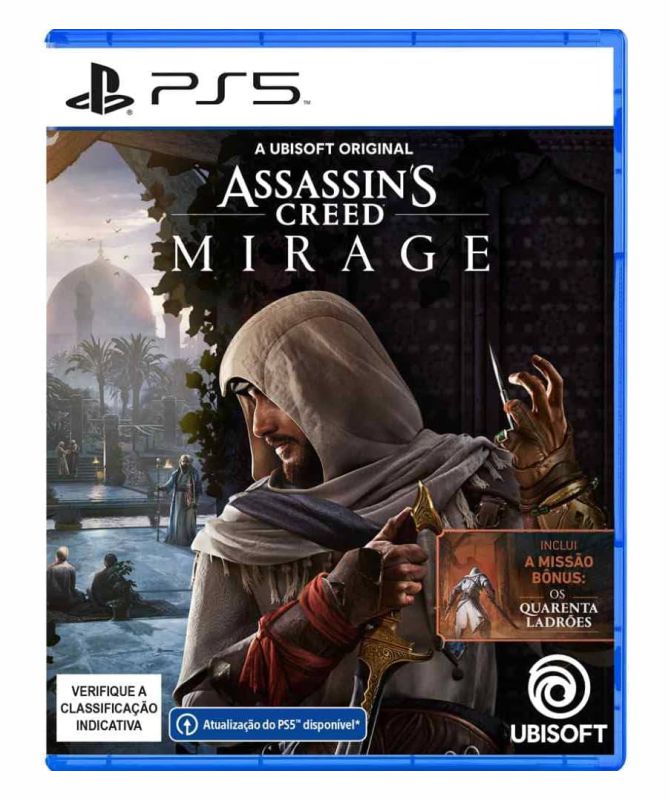 PS5™
A UBISOFT ORIGINAL
ASSASSIN'S
CREED
MIRAGE
INCLUI
A MISSÃO
BÔNUS:
OS
QUARENTA
LADRÕES
VERIFIQUE A
CLASSIFICAÇÃO
INDICATIVA
Atualização do PS5™ disponível*
UBISOFT